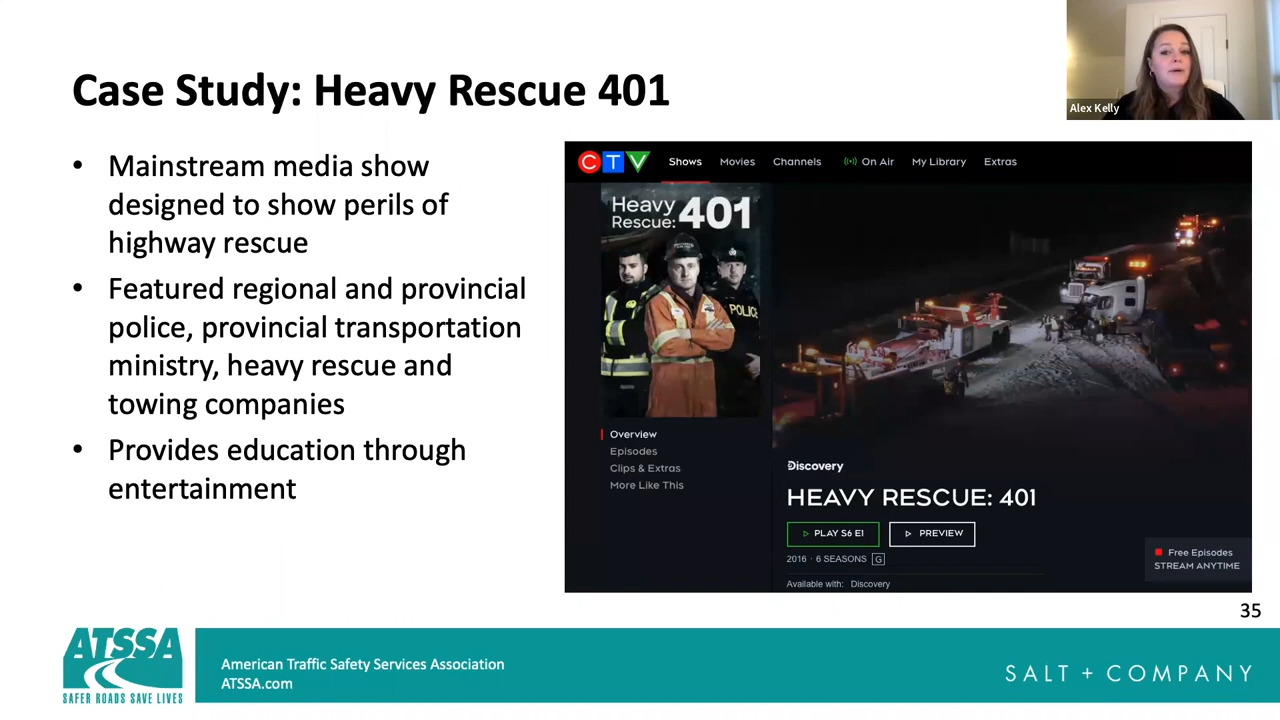 Case Study: Heavy Rescue 401
Alex Kelly
• Mainstream media show
designed to show perils of
highway rescue
• Featured regional and provincial
police, provincial transportation
ministry, heavy rescue and
towing companies
• Provides education through
entertainment
CTV Shows Movies Channels On Air My Library Extras
Heavy
Rescue: 401
POLICE
Overview
Episodes
Clips & Extras
More Like This
Discovery
HEAVY RESCUE: 401
PLAY S6 E1 PREVIEW
2016 · 6 SEASONS G
Available with: Discovery
Free Episodes
STREAM ANYTIME
35
ATSSA
SAFER ROADS SAVE LIVES
American Traffic Safety Services Association
ATSSA.com
SALT + COMPANY